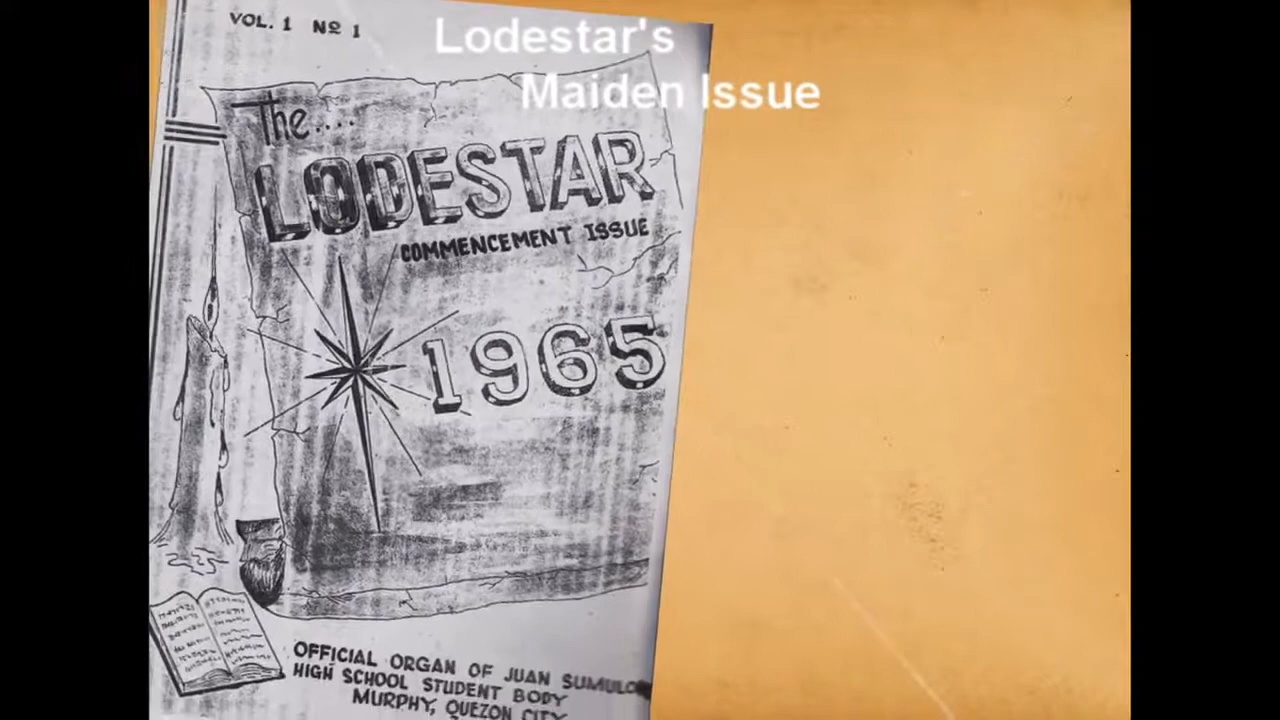 VOL. 1 Nº 1
Lodestar's
Maiden Issue
The....
LODESTAR
COMMENCEMENT ISSUE
1965
OFFICIAL ORGAN OF JUAN SUMULONG
HIGH SCHOOL STUDENT BODY
MURPHY, QUEZON CITY